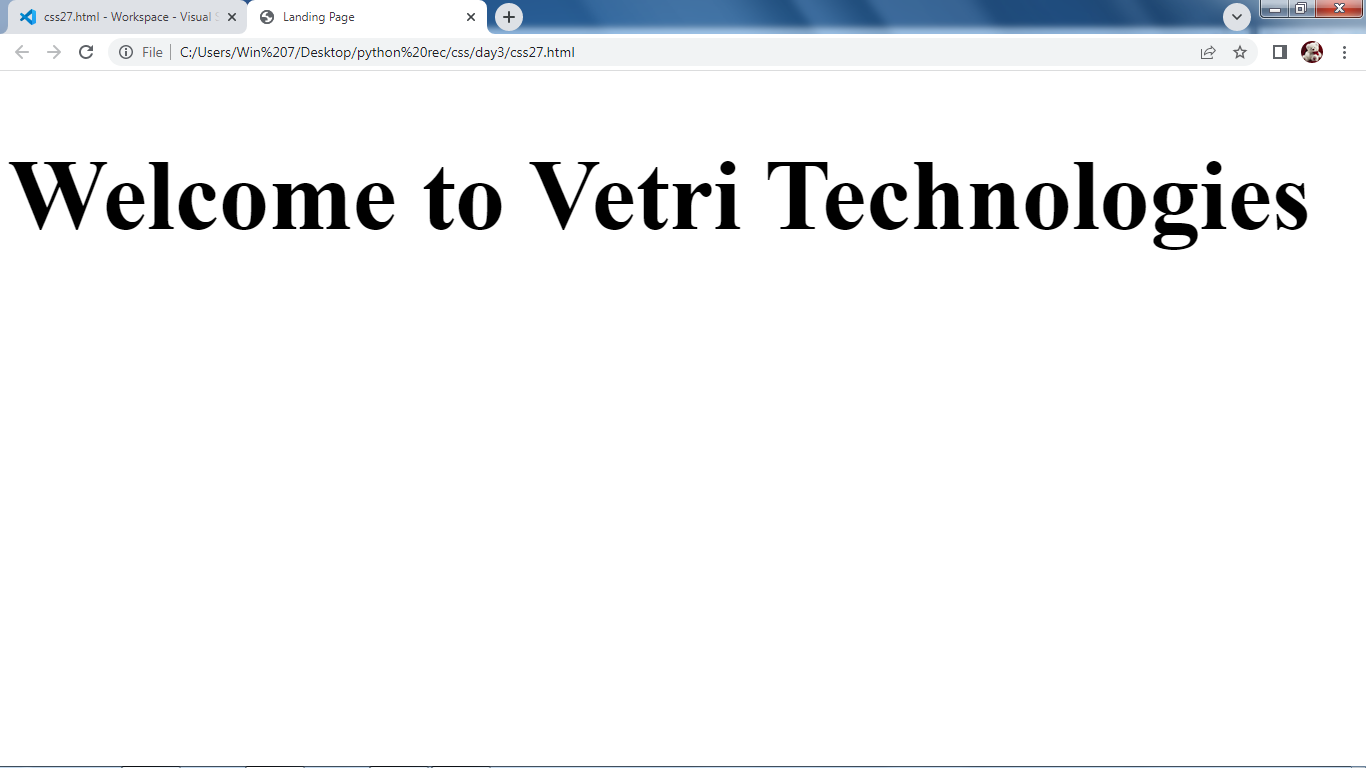 css27.html - Workspace - Visual S
Landing Page
File
C:/Users/Win%207/Desktop/python%20rec/css/day3/css27.html
Welcome to Vetri Technologies